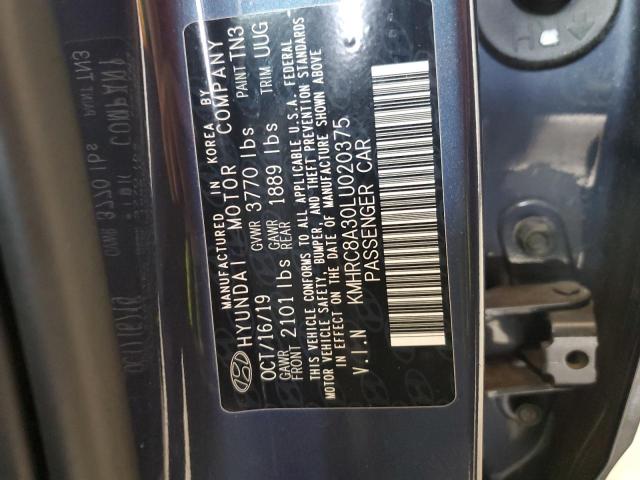 MANUFACTURED IN KOREA BY
HYUNDAI MOTOR COMPANY
OCT/16/19 GVWR 3770 lbs PAINT TN3
GAWR FRONT 2101 lbs GAWR REAR 1889 lbs TRIM UUG
THIS VEHICLE CONFORMS TO ALL APPLICABLE U.S.A. FEDERAL
MOTOR VEHICLE SAFETY, BUMPER, AND THEFT PREVENTION STANDARDS
IN EFFECT ON THE DATE OF MANUFACTURE SHOWN ABOVE
V.I.N KMHRC8A30LU020375
PASSENGER CAR